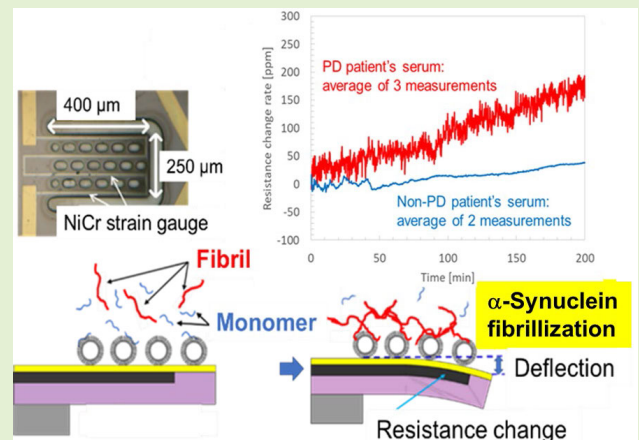 400 µm
250 µm
NiCr strain gauge
Resistance change rate [ppm]
300
250
200
150
100
50
0
-50
-100
PD patient's serum:
average of 3 measurements
Non-PD patient's serum:
average of 2 measurements
0
50
100
150
200
Time [min]
Fibril
Monomer
α-Synuclein
fibrillization
Deflection
Resistance change